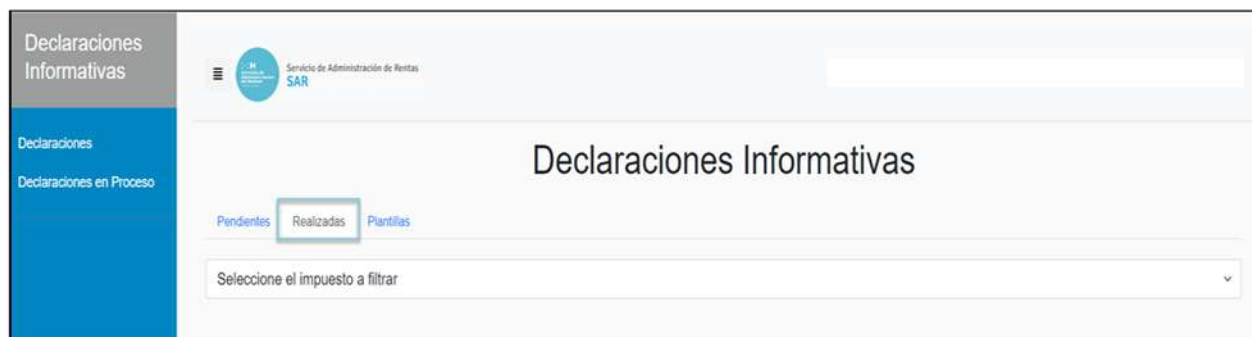 Declaraciones
Informativas
Servicio de Administración de Rentas
SAR
Declaraciones
Declaraciones en Proceso
Declaraciones Informativas
Pendientes Realizadas Plantillas
Seleccione el impuesto a filtrar